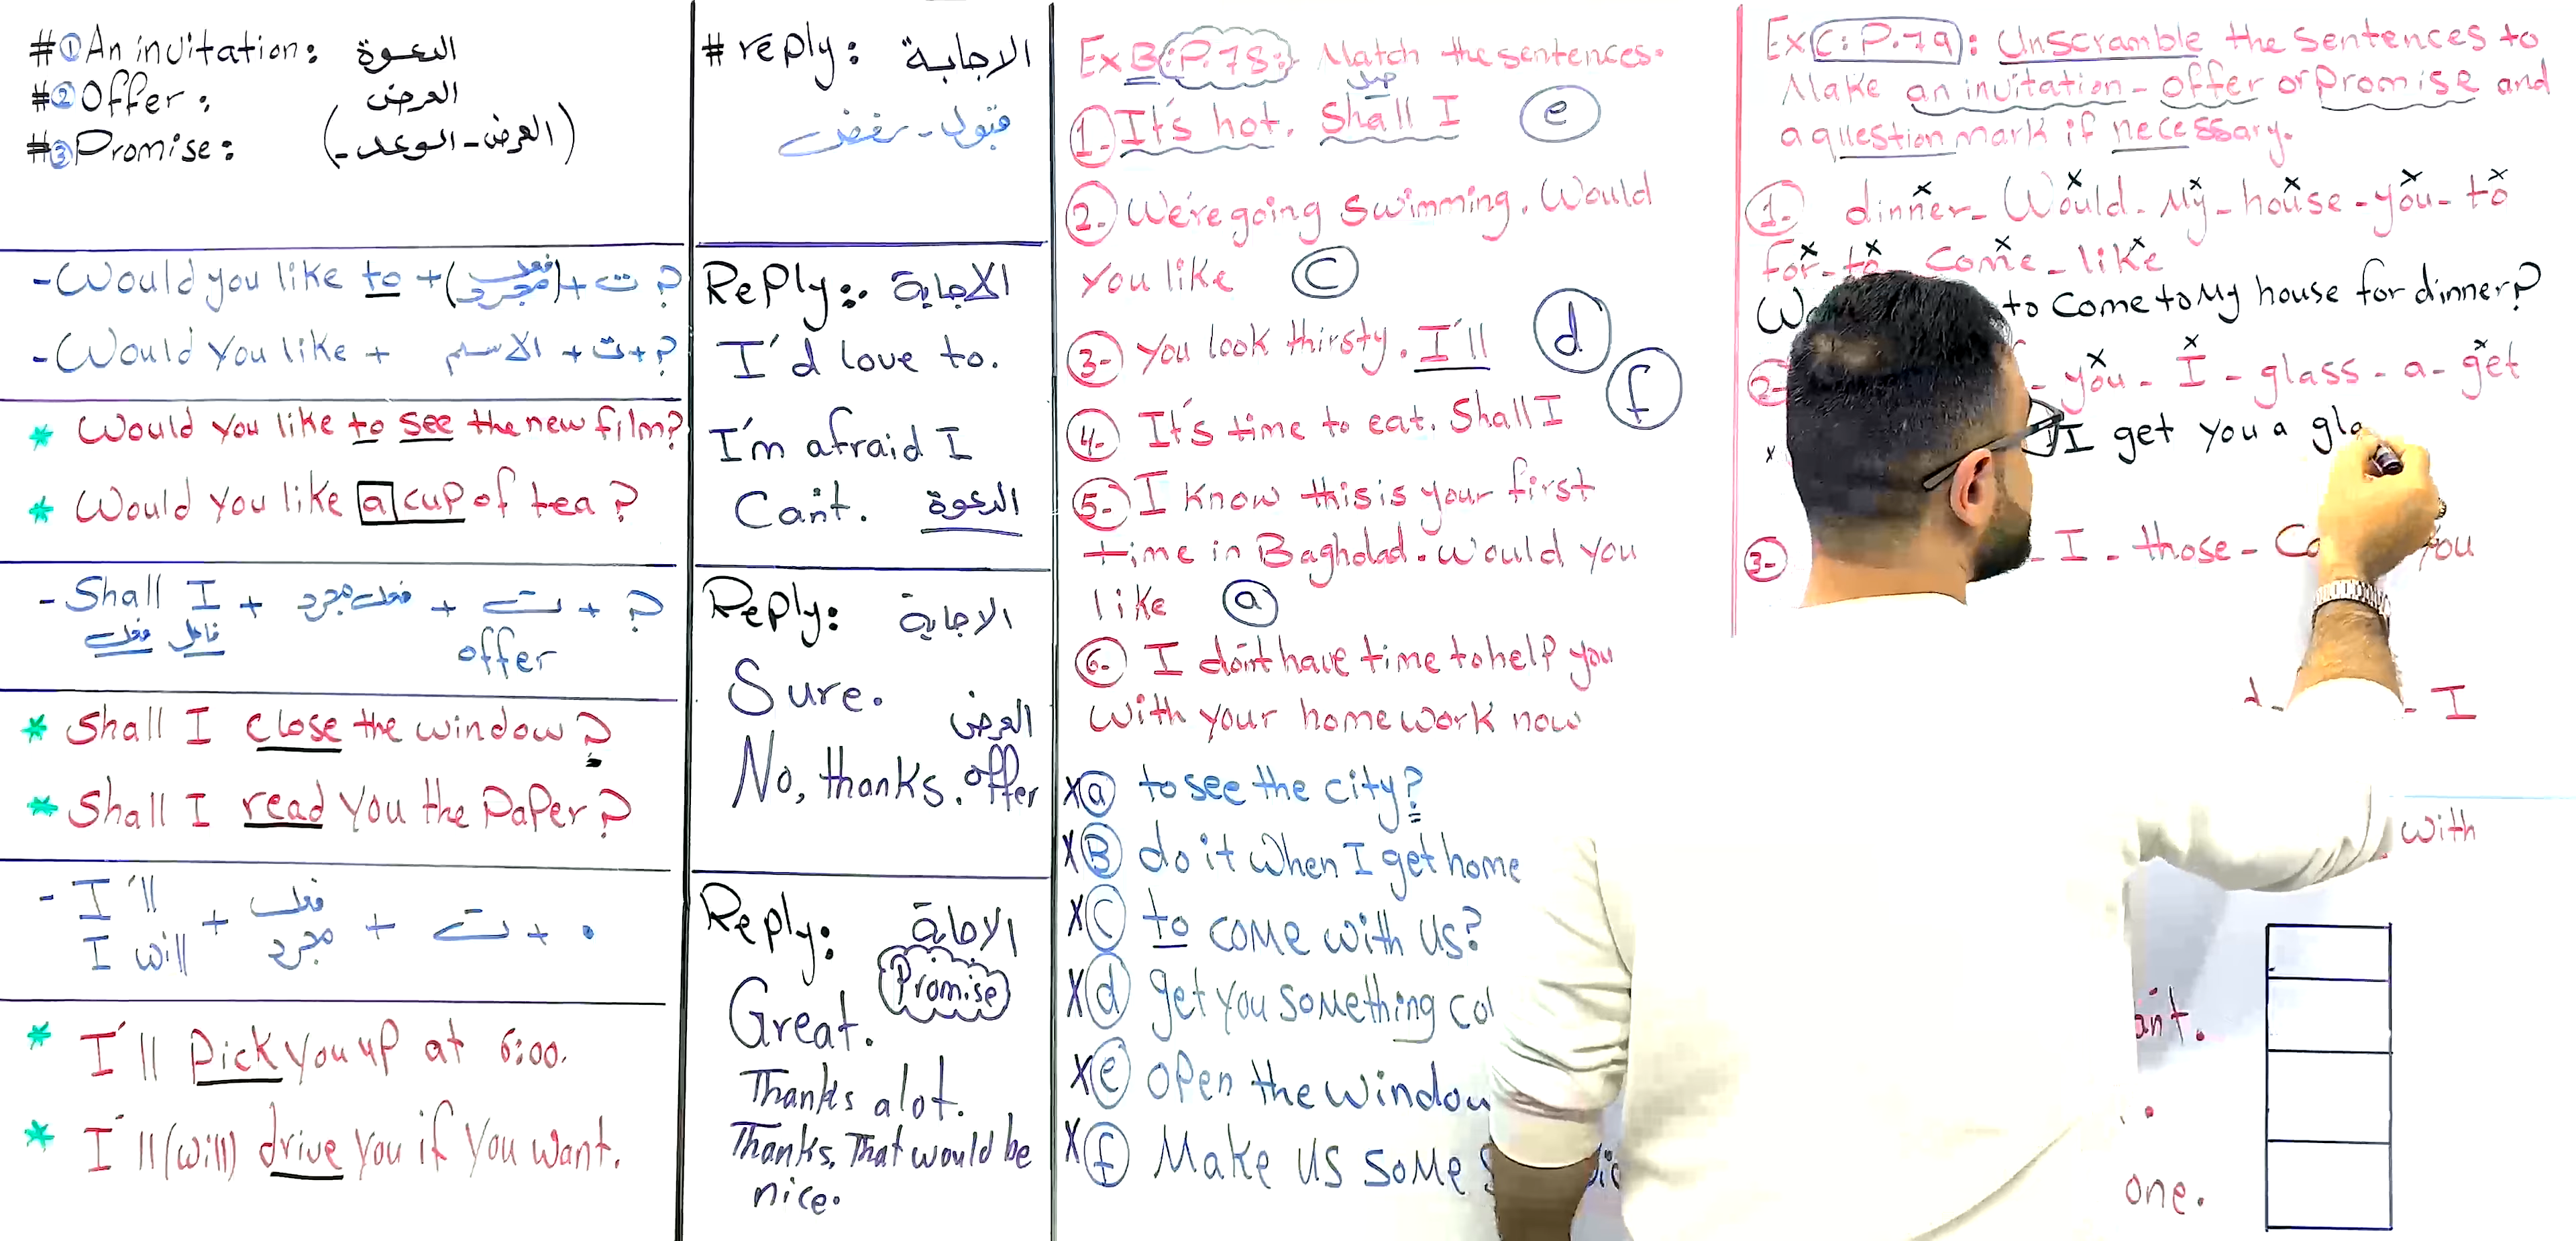 #① An invitation: الدعوة
#② Offer: العرض
#③ Promise: (العرض-الوعد-)
- Would you like to + (فعل مجرد) + ت ?
- Would you like + الاسم + ت + ?
* Would you like to see the new film?
* Would you like a cup of tea?
- Shall I + فعل مجرد + ت + ?
فعل فاعل offer
* Shall I close the window?
* Shall I read you the paper?
- I'll
I will + فعل مجرد + ت + .
* I'll Pick you up at 6:00.
* I'll (will) drive you if you want.
# reply: الاجابة
قبول - رفض
Reply: الاجابة
I'd love to.
I'm afraid I
Can't. الدعوة
Reply: الاجابة
Sure.
العرض
No, thanks. offer
Reply: الاجابة
Promise
Great.
Thanks alot.
Thanks, That would be
nice.
Ex B: P.78: Match the sentences.
صل
1. It's hot. Shall I e
2. We're going swimming. Would
you like C
3- you look thirsty. I'll d
f
4. It's time to eat. Shall I
5. I know this is your first
time in Baghdad. Would you
like a
6. I don't have time to help you
With your homework now
x a to see the city?
x B do it when I get home
x C to come with us?
x d get you something col
x e open the window
x f Make us some
Ex C: P.79: Unscramble the sentences to
Make an invitation - offer or promise and
a question mark if necessary.
1. dinner - Would - My - house - you - to
for - to come - like
W to come to My house for dinner?
2- - you - I - glass - a - get
I get you a gla
3- - I - those - Ca you
- I
with
ant.
one.